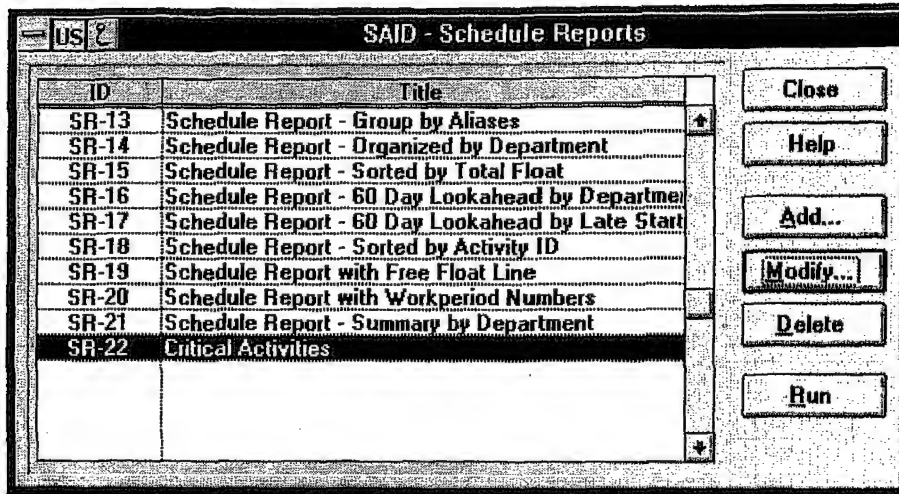 US SAID - Schedule Reports
ID Title
SR-13 Schedule Report - Group by Aliases
SR-14 Schedule Report - Organized by Department
SR-15 Schedule Report - Sorted by Total Float
SR-16 Schedule Report - 60 Day Lookahead by Departmen
SR-17 Schedule Report - 60 Day Lookahead by Late Start
SR-18 Schedule Report - Sorted by Activity ID
SR-19 Schedule Report with Free Float Line
SR-20 Schedule Report with Workperiod Numbers
SR-21 Schedule Report - Summary by Department
SR-22 Critical Activities
Close
Help
Add...
Modify...
Delete
Run